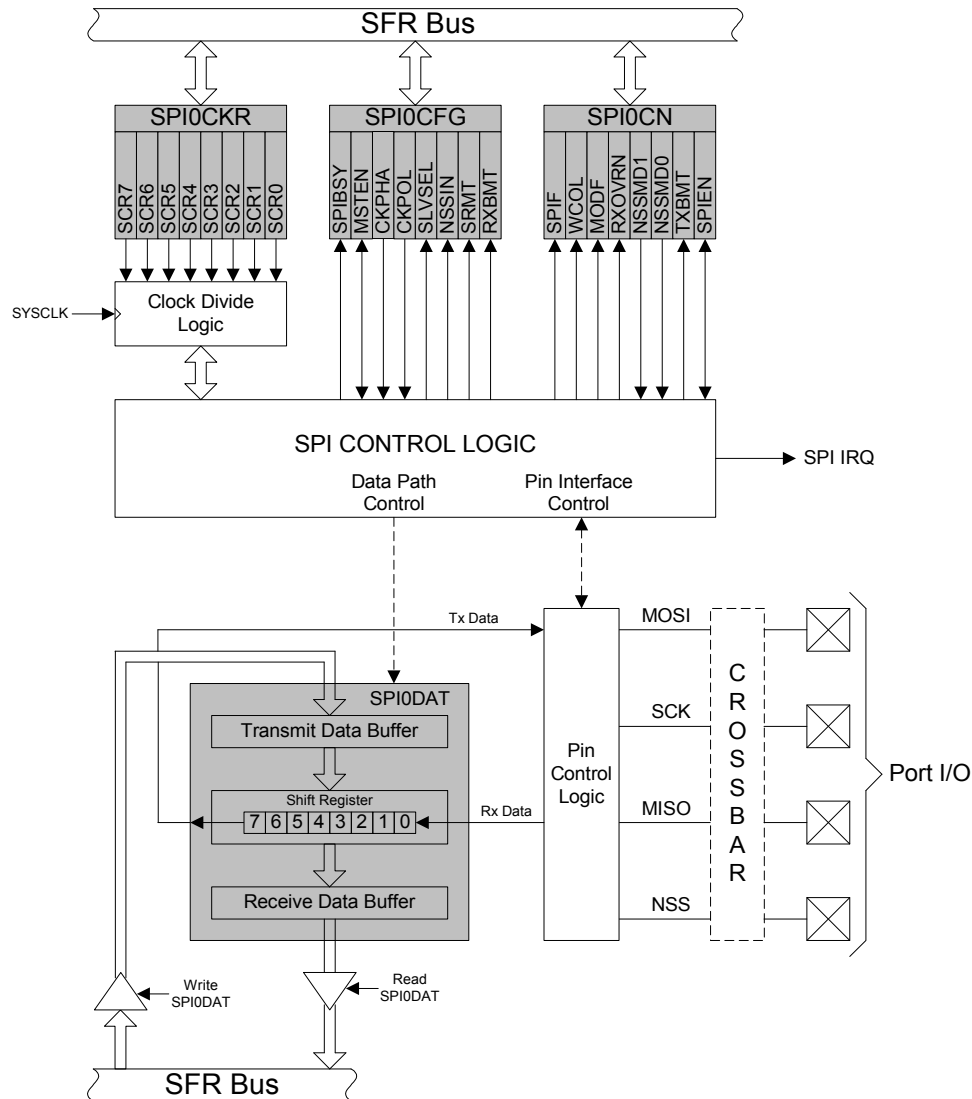 SFR Bus
SPI0CKR
SCR7
SCR6
SCR5
SCR4
SCR3
SCR2
SCR1
SCR0
SPI0CFG
SPIBSY
MSTEN
CKPHA
CKPOL
SLVSEL
NSSIN
SRMT
RXBMT
SPI0CN
SPIF
WCOL
MODF
RXOVRN
NSSMD1
NSSMD0
TXBMT
SPIEN
SYSCLK
Clock Divide
Logic
SPI CONTROL LOGIC
Data Path
Control
Pin Interface
Control
SPI IRQ
Tx Data
SPI0DAT
Transmit Data Buffer
Shift Register
7 6 5 4 3 2 1 0
Receive Data Buffer
Rx Data
Pin
Control
Logic
MOSI
SCK
MISO
NSS
CROSSBAR
Port I/O
Write
SPI0DAT
Read
SPI0DAT
SFR Bus